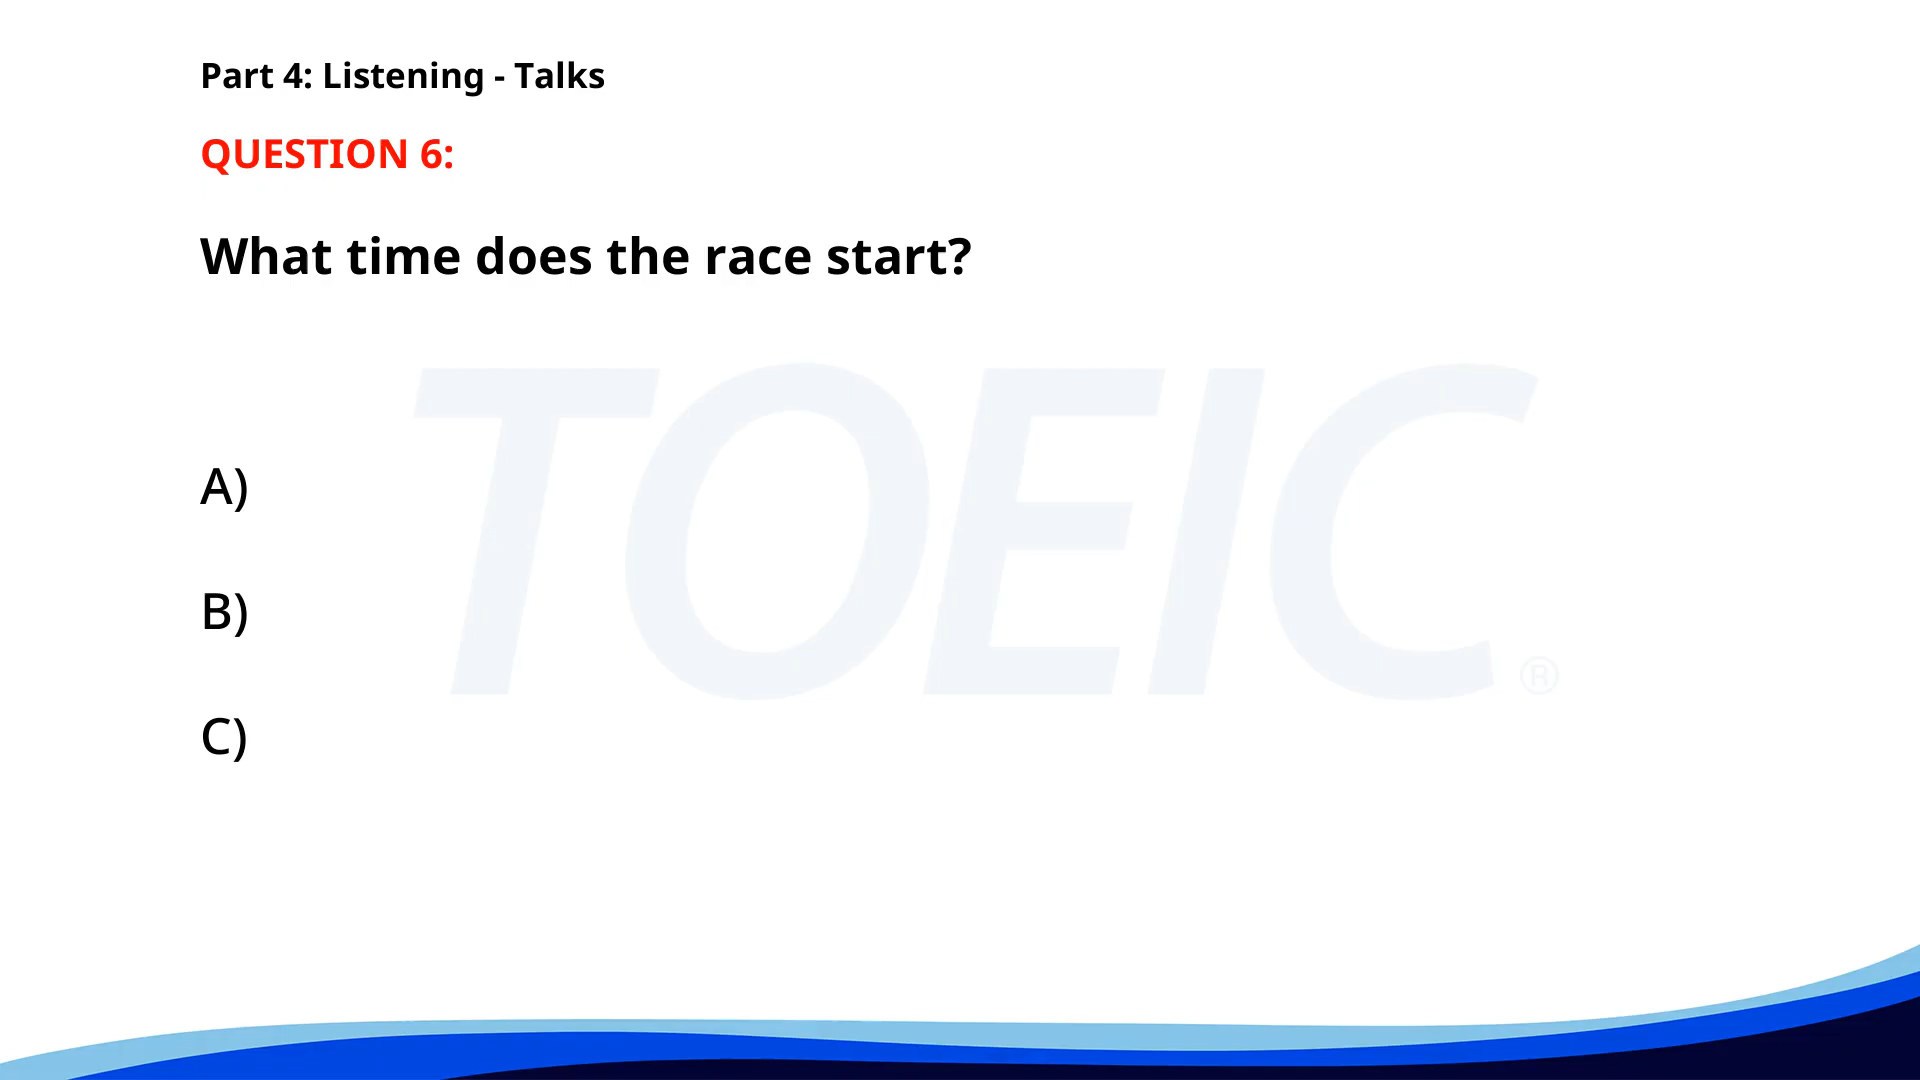 Part 4: Listening - Talks
QUESTION 6:
What time does the race start?
TOEIC®
A)
B)
C)